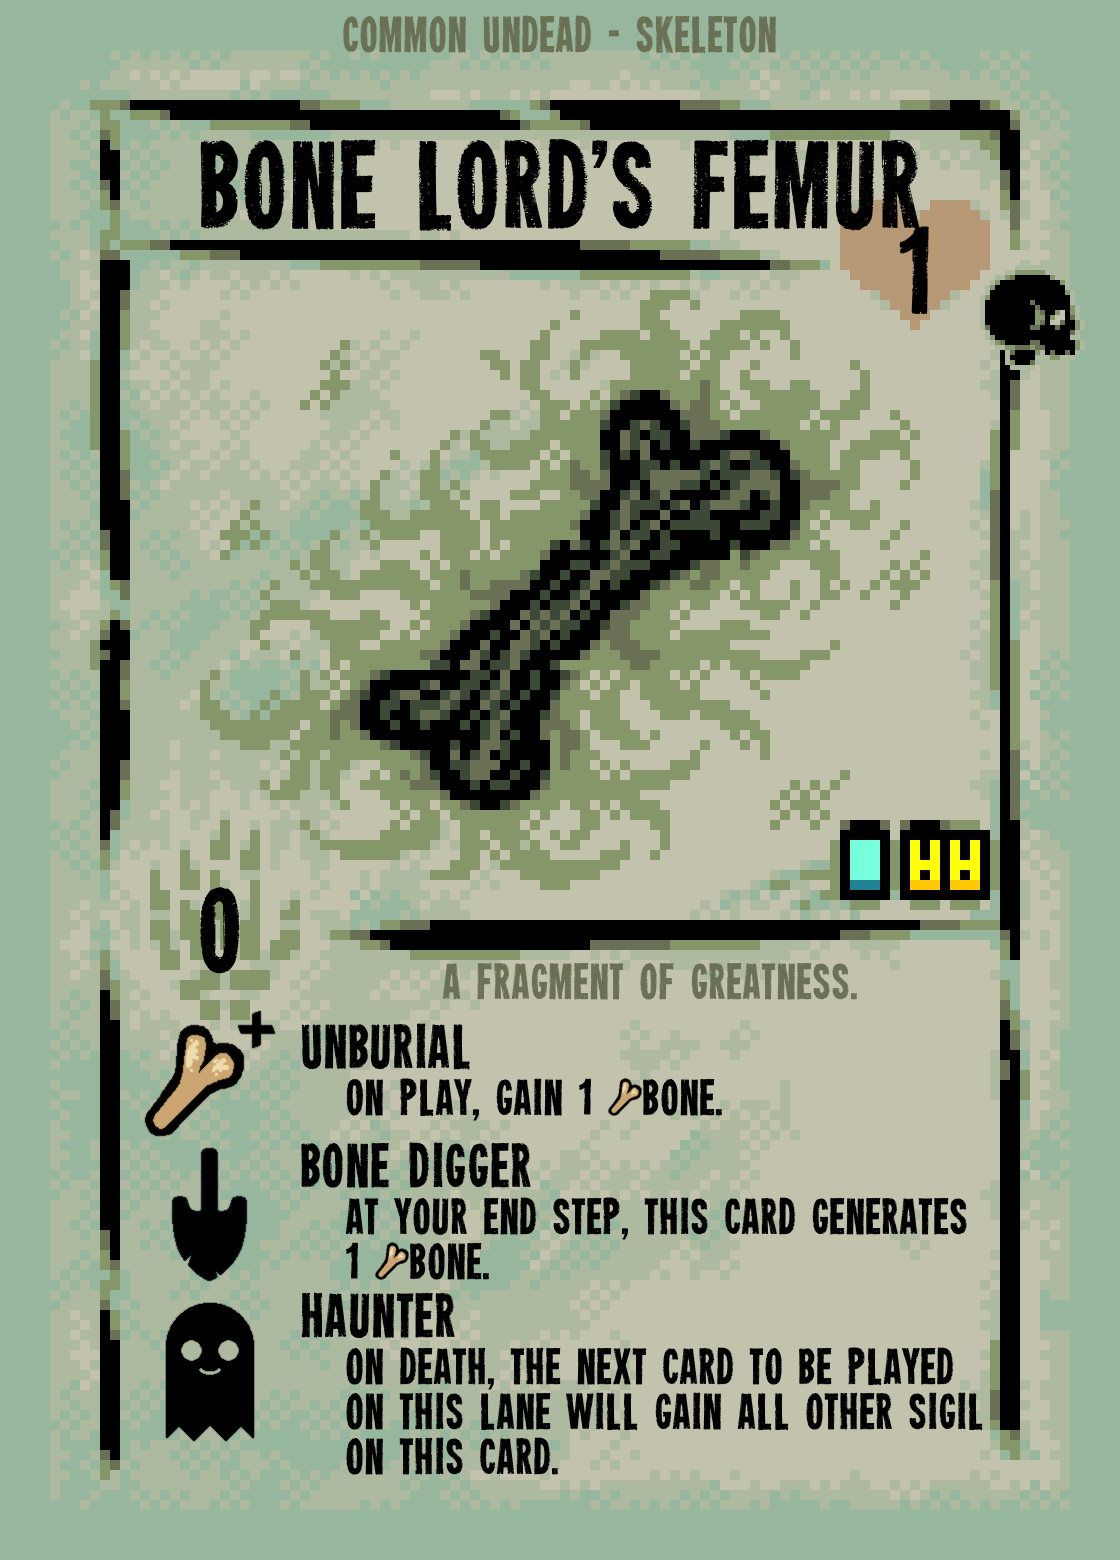 COMMON UNDEAD - SKELETON
BONE LORD'S FEMUR
1
0
A FRAGMENT OF GREATNESS.
UNBURIAL
ON PLAY, GAIN 1 BONE.
BONE DIGGER
AT YOUR END STEP, THIS CARD GENERATES
1 BONE.
HAUNTER
ON DEATH, THE NEXT CARD TO BE PLAYED
ON THIS LANE WILL GAIN ALL OTHER SIGIL
ON THIS CARD.